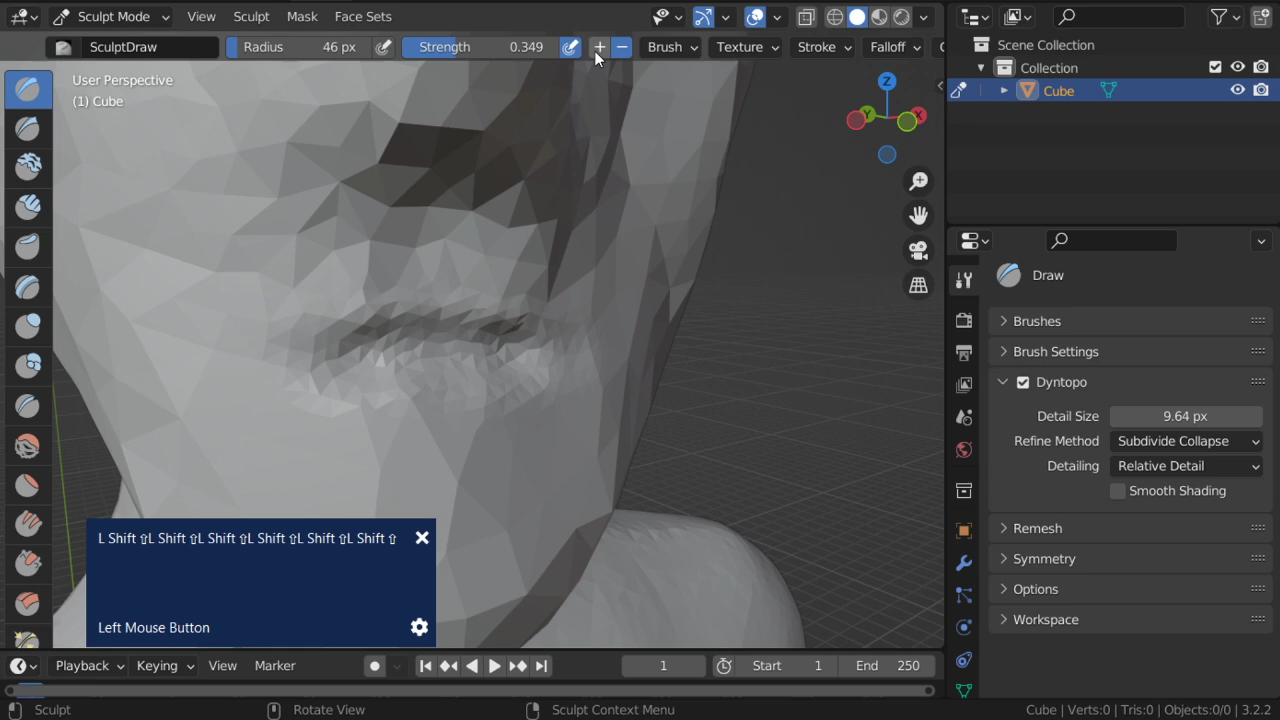 Sculpt Mode
View
Sculpt
Mask
Face Sets
SculptDraw
Radius 46 px
Strength 0.349
Brush
Texture
Stroke
Falloff
User Perspective
(1) Cube
Z
Y
X
Scene Collection
Collection
Cube
Draw
Brushes
Brush Settings
Dyntopo
Detail Size 9.64 px
Refine Method Subdivide Collapse
Detailing Relative Detail
Smooth Shading
Remesh
Symmetry
Options
Workspace
L Shift ⇧L Shift ⇧L Shift ⇧L Shift ⇧L Shift ⇧L Shift ⇧
Left Mouse Button
Playback
Keying
View
Marker
1
Start 1
End 250
Sculpt
Rotate View
Sculpt Context Menu
Cube | Verts:0 | Tris:0 | Objects:0/0 | 3.2.2